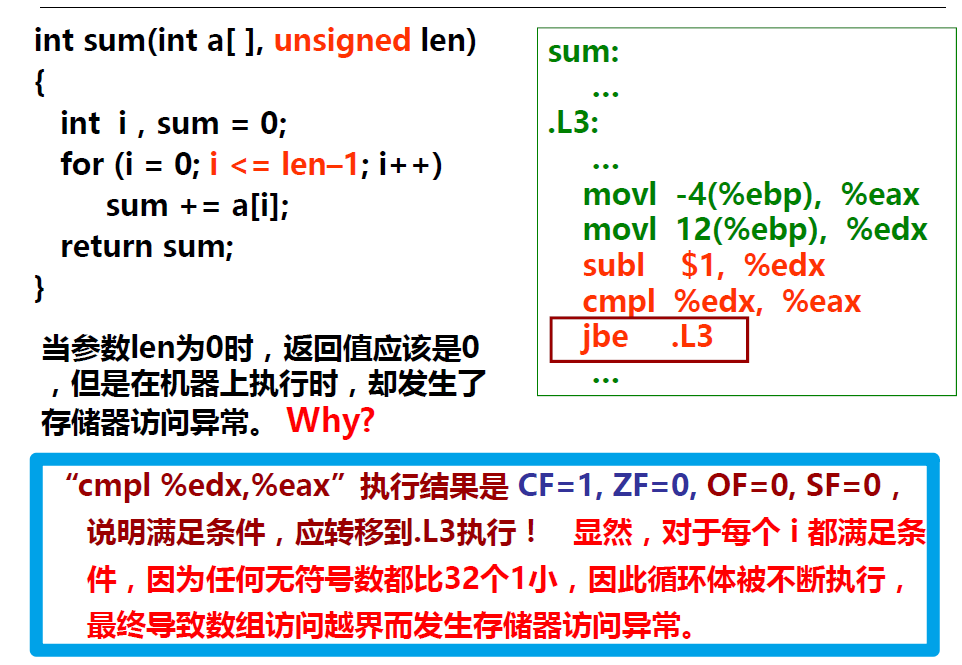 int sum(int a[ ], unsigned len)
{
int i , sum = 0;
for (i = 0; i <= len–1; i++)
sum += a[i];
return sum;
}
当参数len为0时，返回值应该是0
，但是在机器上执行时，却发生了
存储器访问异常。 Why?
sum:
...
.L3:
...
movl -4(%ebp), %eax
movl 12(%ebp), %edx
subl $1, %edx
cmpl %edx, %eax
jbe .L3
...
“cmpl %edx,%eax”执行结果是 CF=1, ZF=0, OF=0, SF=0，
说明满足条件，应转移到.L3执行！ 显然，对于每个 i 都满足条
件，因为任何无符号数都比32个1小，因此循环体被不断执行，
最终导致数组访问越界而发生存储器访问异常。